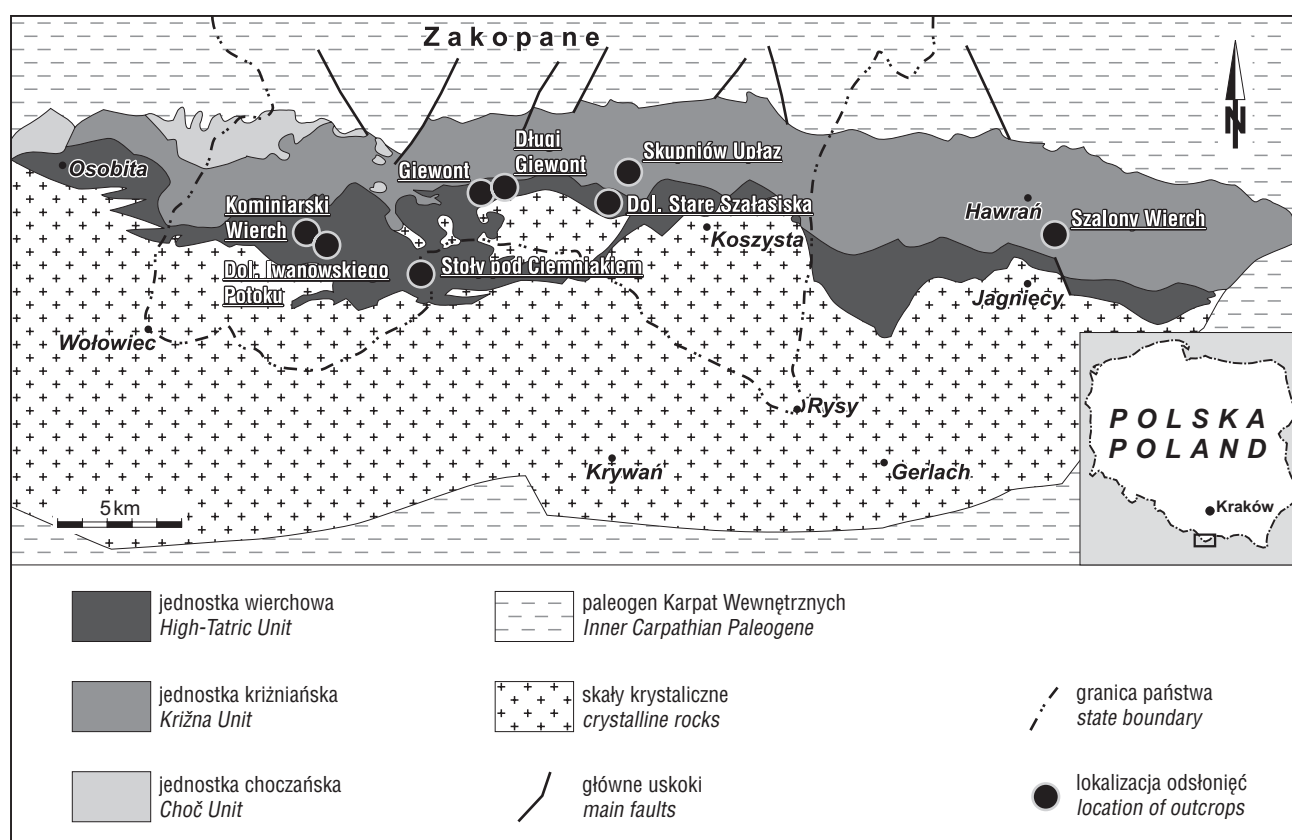 Zakopane
N
Osobita
Giewont
Długi
Giewont
Skupniów Upłaz
Kominiarski
Wierch
Dol. Stare Szałasiska
Hawrań
Szalony Wierch
Koszysta
Dol. Iwanowskiego
Potoku
Stoły pod Ciemniakiem
Jagnięcy
Wołowiec
Rysy
Krywań
Gerlach
5 km
POLSKA
POLAND
Kraków
jednostka wierchowa
High-Tatric Unit
jednostka kriżniańska
Križna Unit
jednostka choczańska
Choč Unit
paleogen Karpat Wewnętrznych
Inner Carpathian Paleogene
skały krystaliczne
crystalline rocks
główne uskoki
main faults
granica państwa
state boundary
lokalizacja odsłonięć
location of outcrops